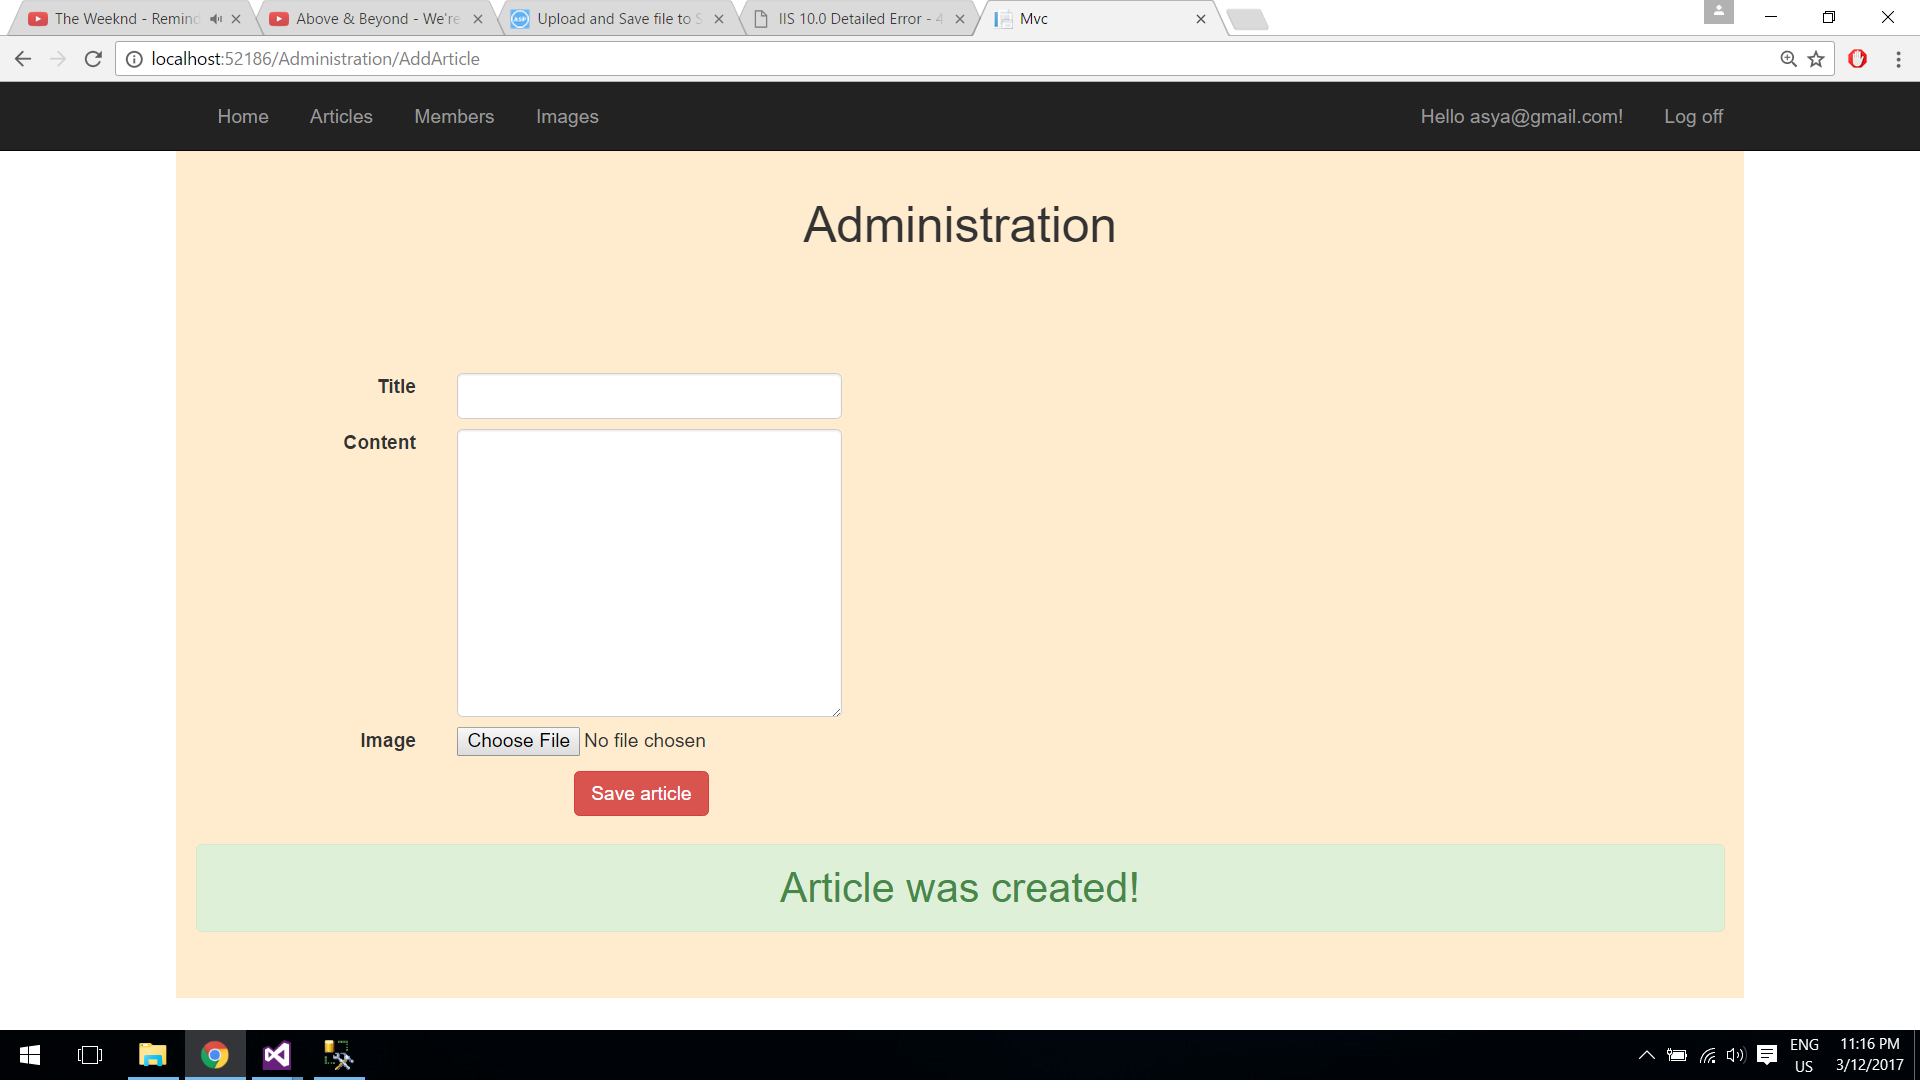 The Weeknd - Remind
Above & Beyond - We're
Upload and Save file to S
IIS 10.0 Detailed Error - 4
Mvc
localhost:52186/Administration/AddArticle
Home Articles Members Images Hello asya@gmail.com! Log off
Administration
Title
Content
Image Choose File No file chosen
Save article
Article was created!
ENG
US
11:16 PM
3/12/2017